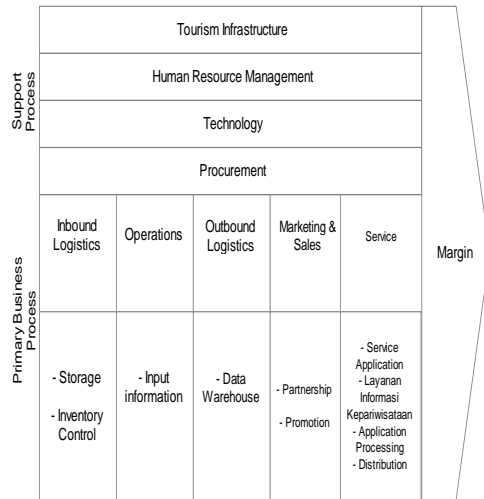 Support
Process
Tourism Infrastructure
Human Resource Management
Technology
Procurement
Primary Business
Process
Inbound
Logistics
Operations
Outbound
Logistics
Marketing &
Sales
Service
Margin
- Storage
- Inventory
Control
- Input
information
- Data
Warehouse
- Partnership
- Promotion
- Service
Application
- Layanan
Informasi
Kepariwisataan
- Application
Processing
- Distribution